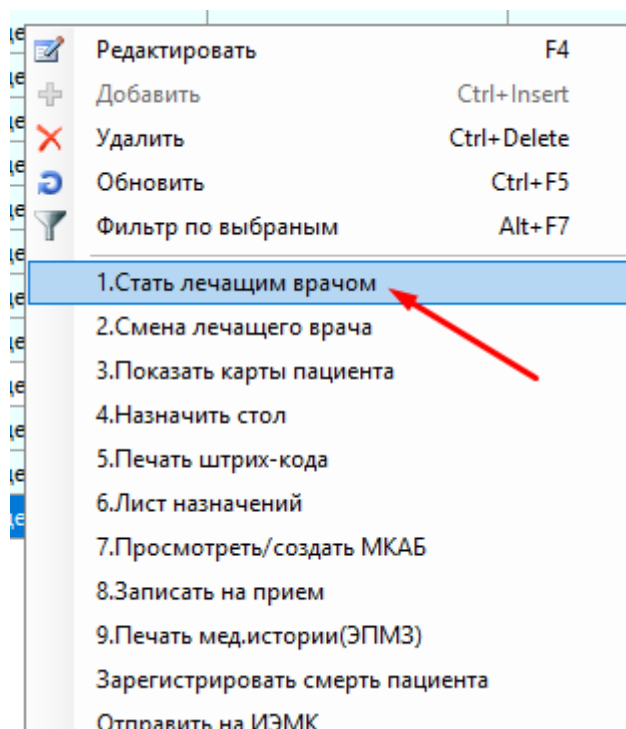 Редактировать F4
Добавить Ctrl+Insert
Удалить Ctrl+Delete
Обновить Ctrl+F5
Фильтр по выбраным Alt+F7
1.Стать лечащим врачом
2.Смена лечащего врача
3.Показать карты пациента
4.Назначить стол
5.Печать штрих-кода
6.Лист назначений
7.Просмотреть/создать МКАБ
8.Записать на прием
9.Печать мед.истории(ЭПМЗ)
Зарегистрировать смерть пациента
Отправить на ИЭМК